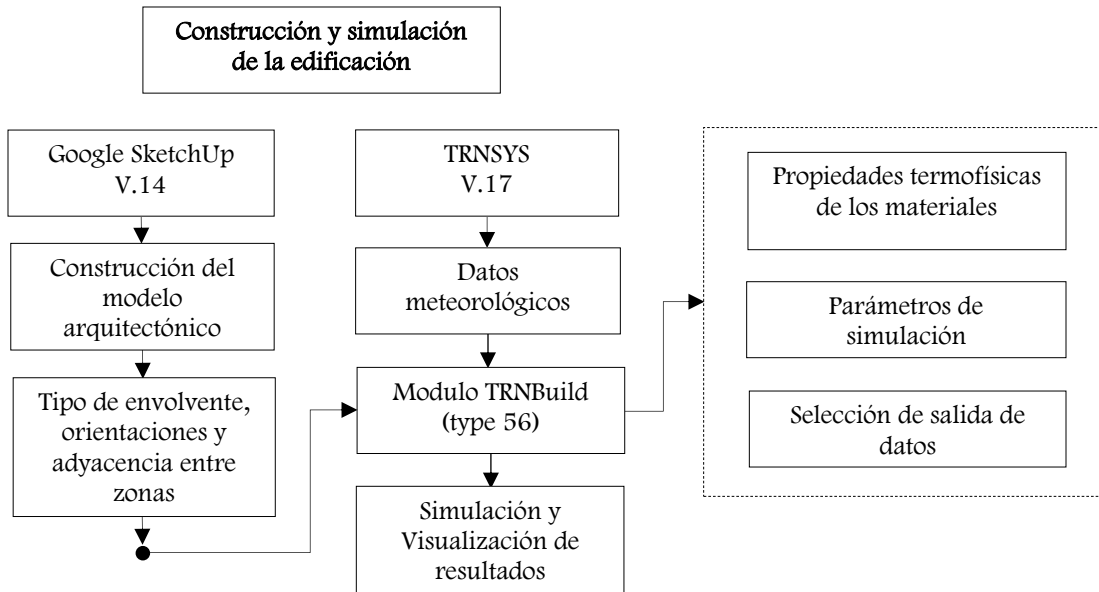 Construcción y simulación
de la edificación
Google SketchUp
V.14
Construcción del
modelo
arquitectónico
Tipo de envolvente,
orientaciones y
adyacencia entre
zonas
TRNSYS
V.17
Datos
meteorológicos
Modulo TRNBuild
(type 56)
Simulación y
Visualización de
resultados
Propiedades termofísicas
de los materiales
Parámetros de
simulación
Selección de salida de
datos